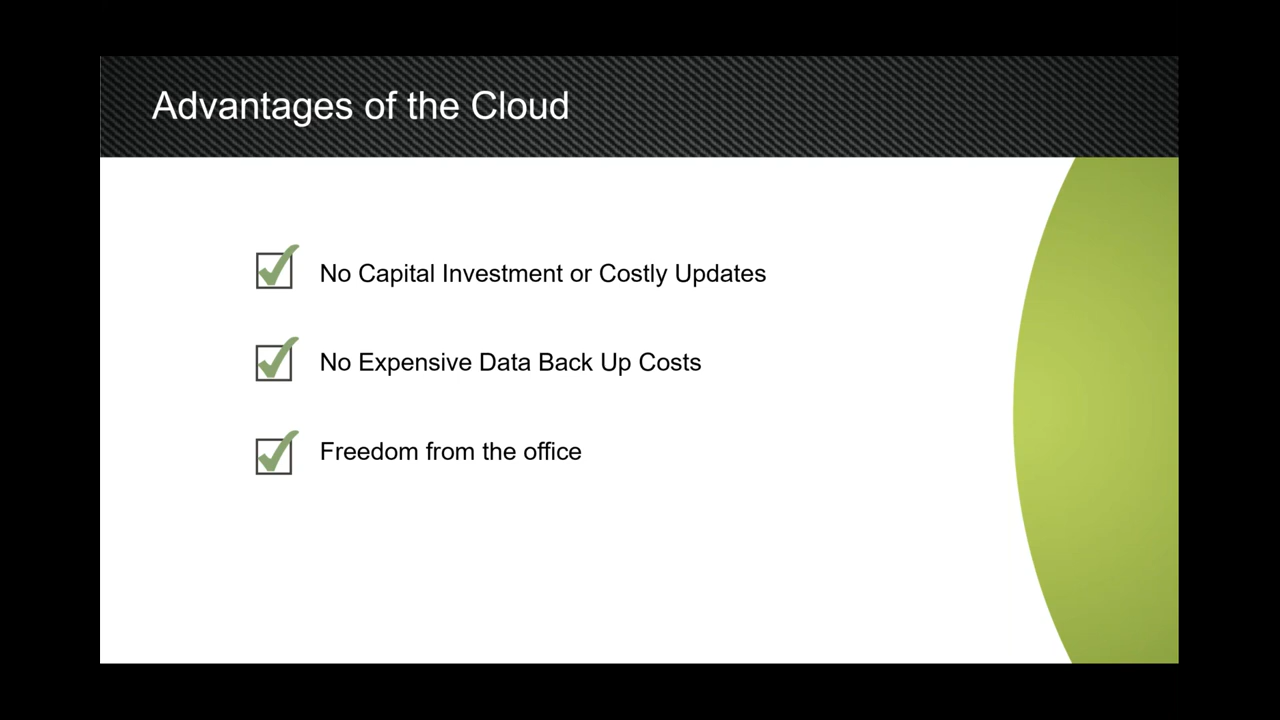 Advantages of the Cloud
No Capital Investment or Costly Updates
No Expensive Data Back Up Costs
Freedom from the office